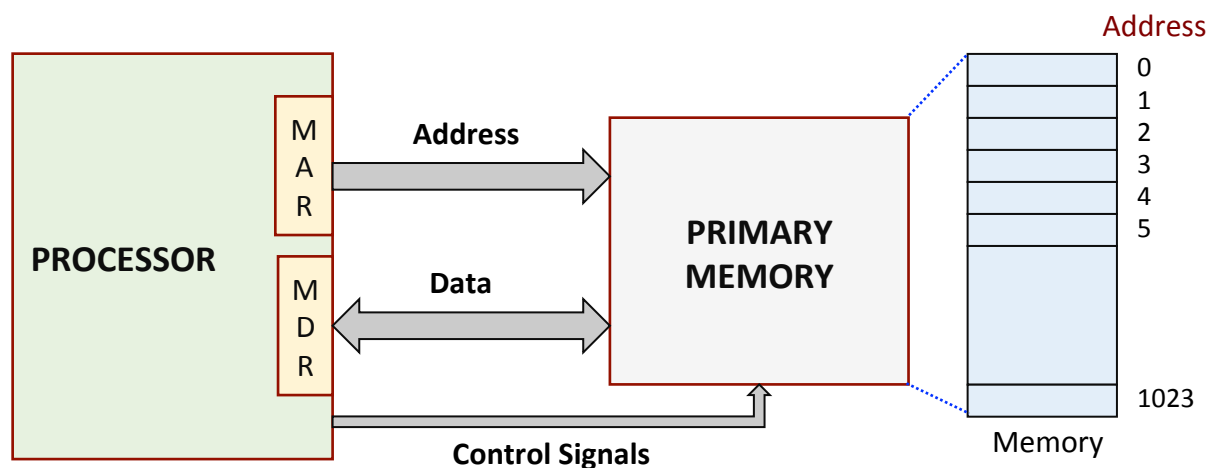 Address
0
1
2
3
4
5
1023
Memory
PROCESSOR
M
A
R
M
D
R
Address
Data
Control Signals
PRIMARY
MEMORY